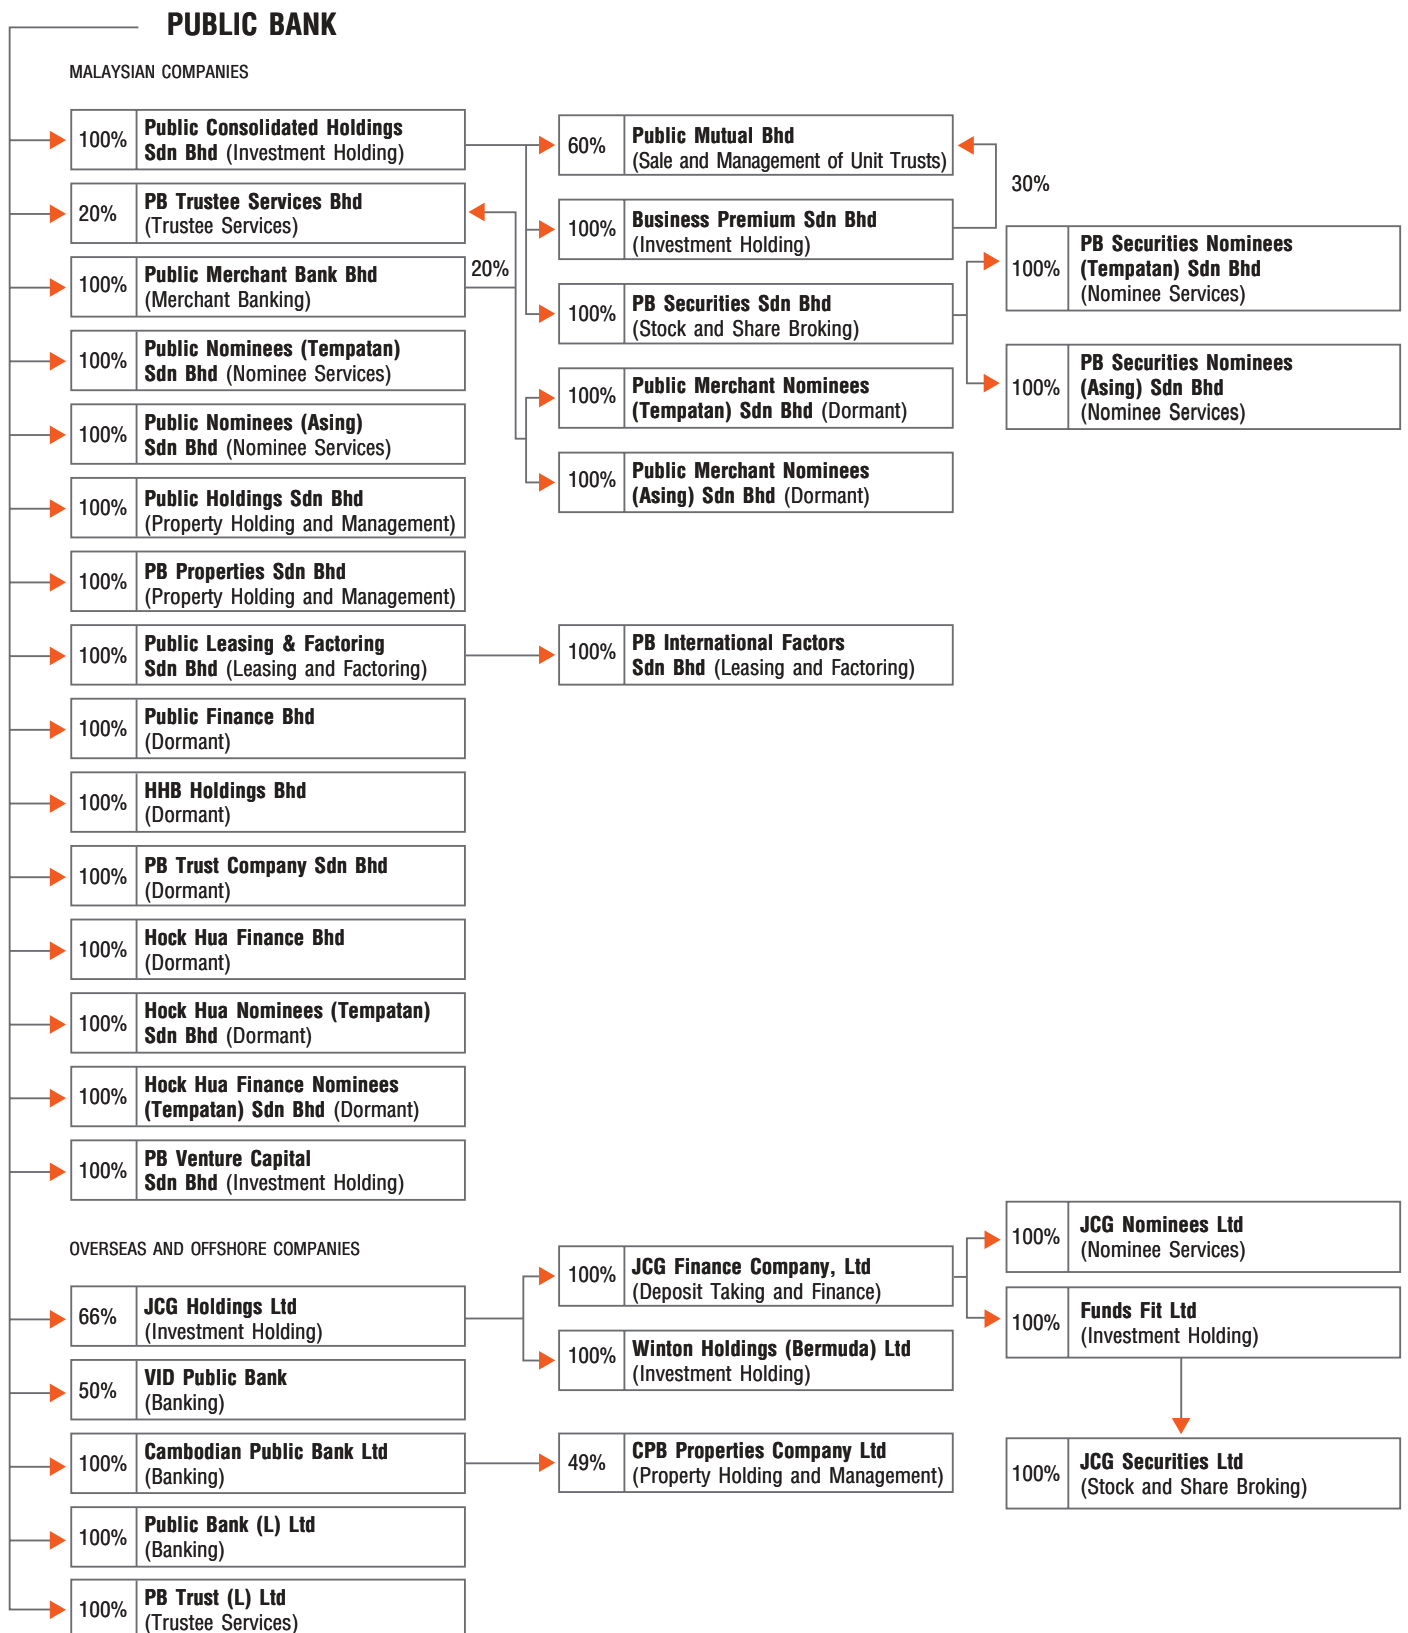 PUBLIC BANK
MALAYSIAN COMPANIES
100%
Public Consolidated Holdings
Sdn Bhd (Investment Holding)
20%
PB Trustee Services Bhd
(Trustee Services)
100%
Public Merchant Bank Bhd
(Merchant Banking)
20%
100%
Public Nominees (Tempatan)
Sdn Bhd (Nominee Services)
100%
Public Nominees (Asing)
Sdn Bhd (Nominee Services)
100%
Public Holdings Sdn Bhd
(Property Holding and Management)
100%
PB Properties Sdn Bhd
(Property Holding and Management)
100%
Public Leasing & Factoring
Sdn Bhd (Leasing and Factoring)
100%
Public Finance Bhd
(Dormant)
100%
HHB Holdings Bhd
(Dormant)
100%
PB Trust Company Sdn Bhd
(Dormant)
100%
Hock Hua Finance Bhd
(Dormant)
100%
Hock Hua Nominees (Tempatan)
Sdn Bhd (Dormant)
100%
Hock Hua Finance Nominees
(Tempatan) Sdn Bhd (Dormant)
100%
PB Venture Capital
Sdn Bhd (Investment Holding)
60%
Public Mutual Bhd
(Sale and Management of Unit Trusts)
30%
100%
Business Premium Sdn Bhd
(Investment Holding)
100%
PB Securities Sdn Bhd
(Stock and Share Broking)
100%
Public Merchant Nominees
(Tempatan) Sdn Bhd (Dormant)
100%
Public Merchant Nominees
(Asing) Sdn Bhd (Dormant)
100%
PB International Factors
Sdn Bhd (Leasing and Factoring)
100%
PB Securities Nominees
(Tempatan) Sdn Bhd
(Nominee Services)
100%
PB Securities Nominees
(Asing) Sdn Bhd
(Nominee Services)
OVERSEAS AND OFFSHORE COMPANIES
66%
JCG Holdings Ltd
(Investment Holding)
50%
VID Public Bank
(Banking)
100%
Cambodian Public Bank Ltd
(Banking)
100%
Public Bank (L) Ltd
(Banking)
100%
PB Trust (L) Ltd
(Trustee Services)
100%
JCG Finance Company, Ltd
(Deposit Taking and Finance)
100%
Winton Holdings (Bermuda) Ltd
(Investment Holding)
49%
CPB Properties Company Ltd
(Property Holding and Management)
100%
JCG Nominees Ltd
(Nominee Services)
100%
Funds Fit Ltd
(Investment Holding)
100%
JCG Securities Ltd
(Stock and Share Broking)